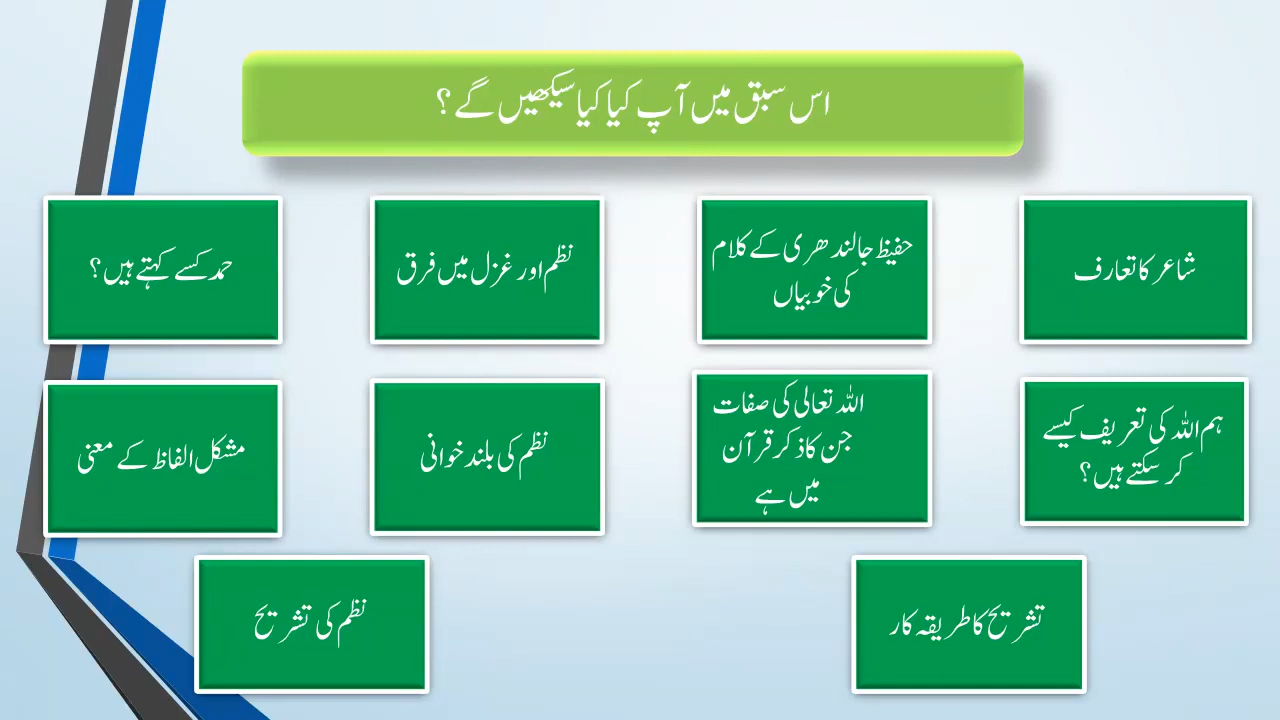 اس سبق میں آپ کیا کیا سیکھیں گے ؟
شاعر کا تعارف
حفیظ جالندھری کے کلام
کی خوبیاں
نظم اور غزل میں فرق
حمد کسے کہتے ہیں ؟
ہم اللہ کی تعریف کیسے
کر سکتے ہیں ؟
اللہ تعالی کی صفات
جن کا ذکر قرآن
میں ہے
نظم کی بلند خوانی
مشکل الفاظ کے معنی
تشریح کا طریقہ کار
نظم کی تشریح